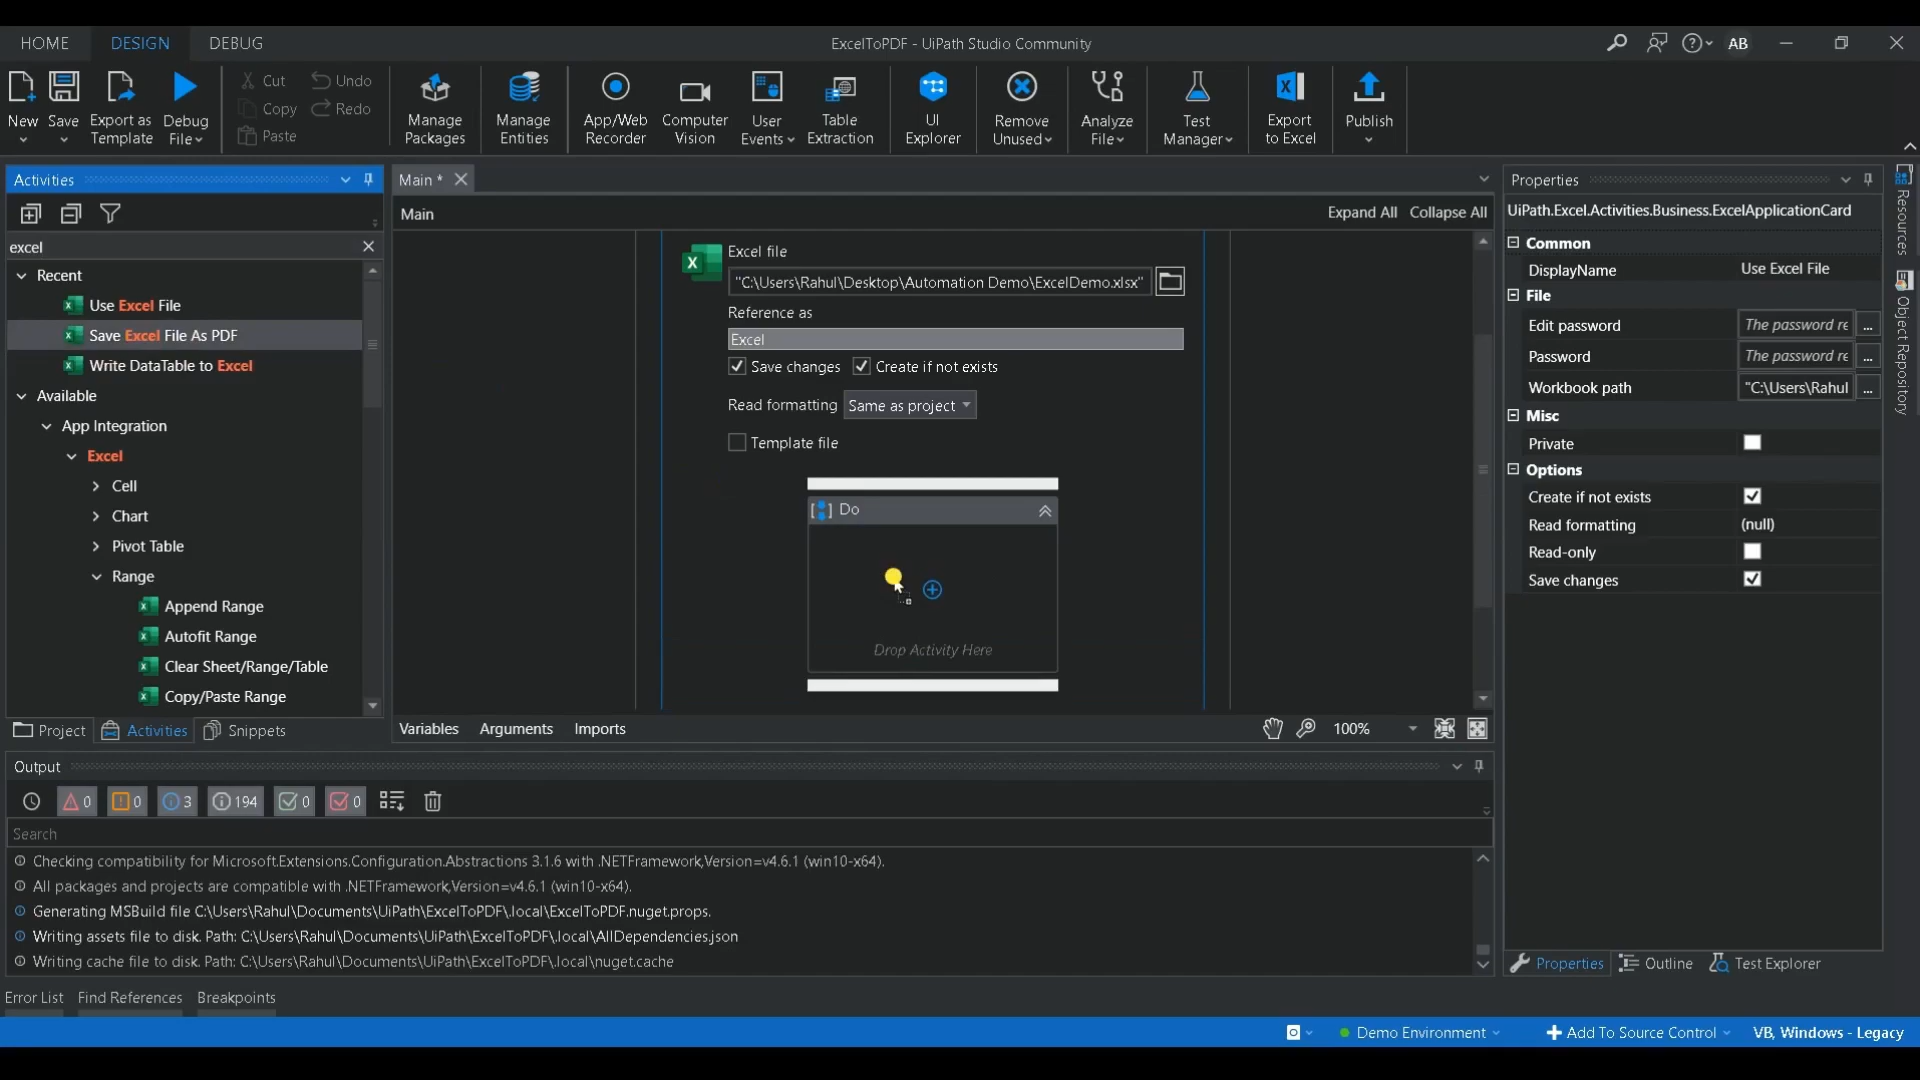 HOME DESIGN DEBUG
ExcelToPDF - UiPath Studio Community
AB
New
Save
Export as Template
Debug File
Cut
Copy
Paste
Undo
Redo
Manage Packages
Manage Entities
App/Web Recorder
Computer Vision
User Events
Table Extraction
UI Explorer
Remove Unused
Analyze File
Test Manager
Export to Excel
Publish
Activities
excel
Recent
Use Excel File
Save Excel File As PDF
Write DataTable to Excel
Available
App Integration
Excel
Cell
Chart
Pivot Table
Range
Append Range
Autofit Range
Clear Sheet/Range/Table
Copy/Paste Range
Project Activities Snippets
Main *
Main
Expand All Collapse All
Excel file
"C:\Users\Rahul\Desktop\Automation Demo\ExcelDemo.xlsx"
Reference as
Excel
Save changes Create if not exists
Read formatting Same as project
Template file
Do
Drop Activity Here
Variables Arguments Imports
100%
Properties
UiPath.Excel.Activities.Business.ExcelApplicationCard
Common
DisplayName Use Excel File
File
Edit password The password re ...
Password The password re ...
Workbook path "C:\Users\Rahul ...
Misc
Private
Options
Create if not exists
Read formatting (null)
Read-only
Save changes
Properties Outline Test Explorer
Resources
Object Repository
Output
0 0 3 194 0 0
Search
Checking compatibility for Microsoft.Extensions.Configuration.Abstractions 3.1.6 with .NETFramework,Version=v4.6.1 (win10-x64).
All packages and projects are compatible with .NETFramework,Version=v4.6.1 (win10-x64).
Generating MSBuild file C:\Users\Rahul\Documents\UiPath\ExcelToPDF\.local\ExcelToPDF.nuget.props.
Writing assets file to disk. Path: C:\Users\Rahul\Documents\UiPath\ExcelToPDF\.local\AllDependencies.json
Writing cache file to disk. Path: C:\Users\Rahul\Documents\UiPath\ExcelToPDF\.local\nuget.cache
Error List Find References Breakpoints
Demo Environment
Add To Source Control
VB, Windows - Legacy